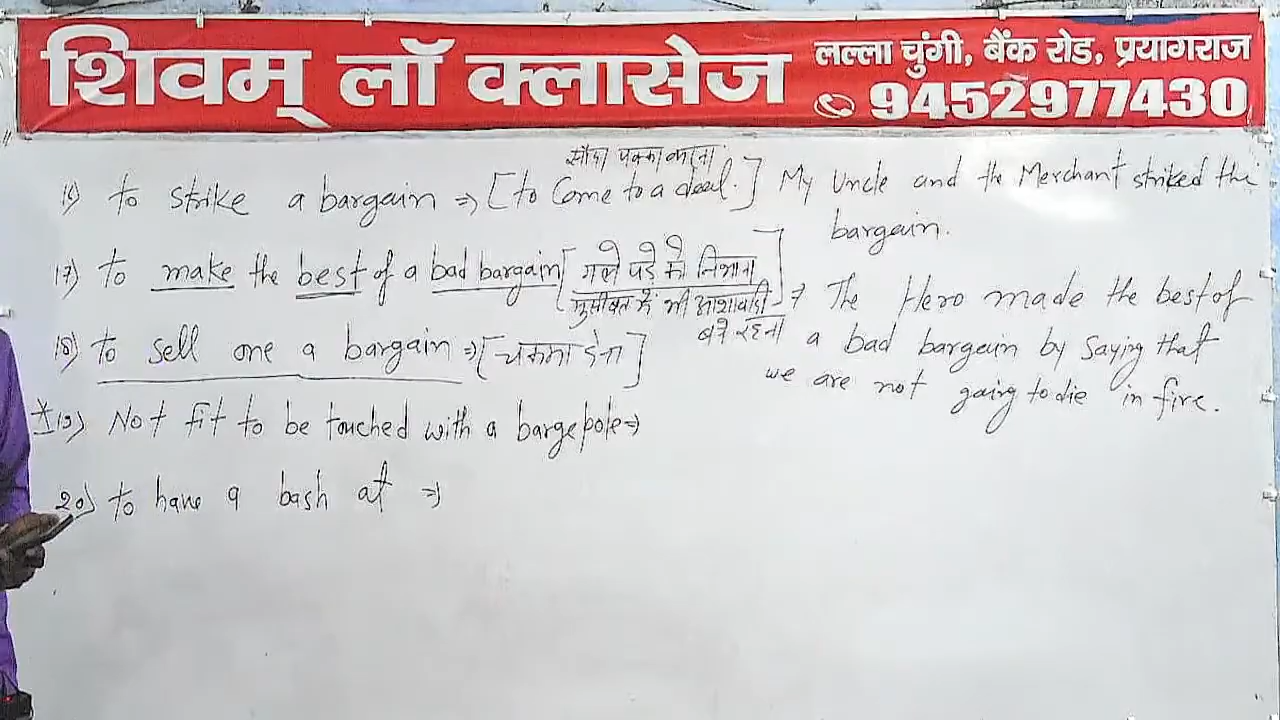 शिवम् लॉ क्लासेज
लल्ला चुंगी, बैंक रोड, प्रयागराज
9452977430
सौदा पक्का करना
16) to strike a bargain ⇒ [to Come to a deal.] My Uncle and the Merchant striked the
bargain.
17) to make the best of a bad bargain [गले पड़े को निभाना
मुसीबत में भी आशावादी
बने रहना] ⇒ The Hero made the best of
a bad bargain by saying that
we are not going to die in fire.
18) to sell one a bargain ⇒ [चकमा देना]
*19) Not fit to be touched with a bargepole ⇒
20) to have a bash at ⇒